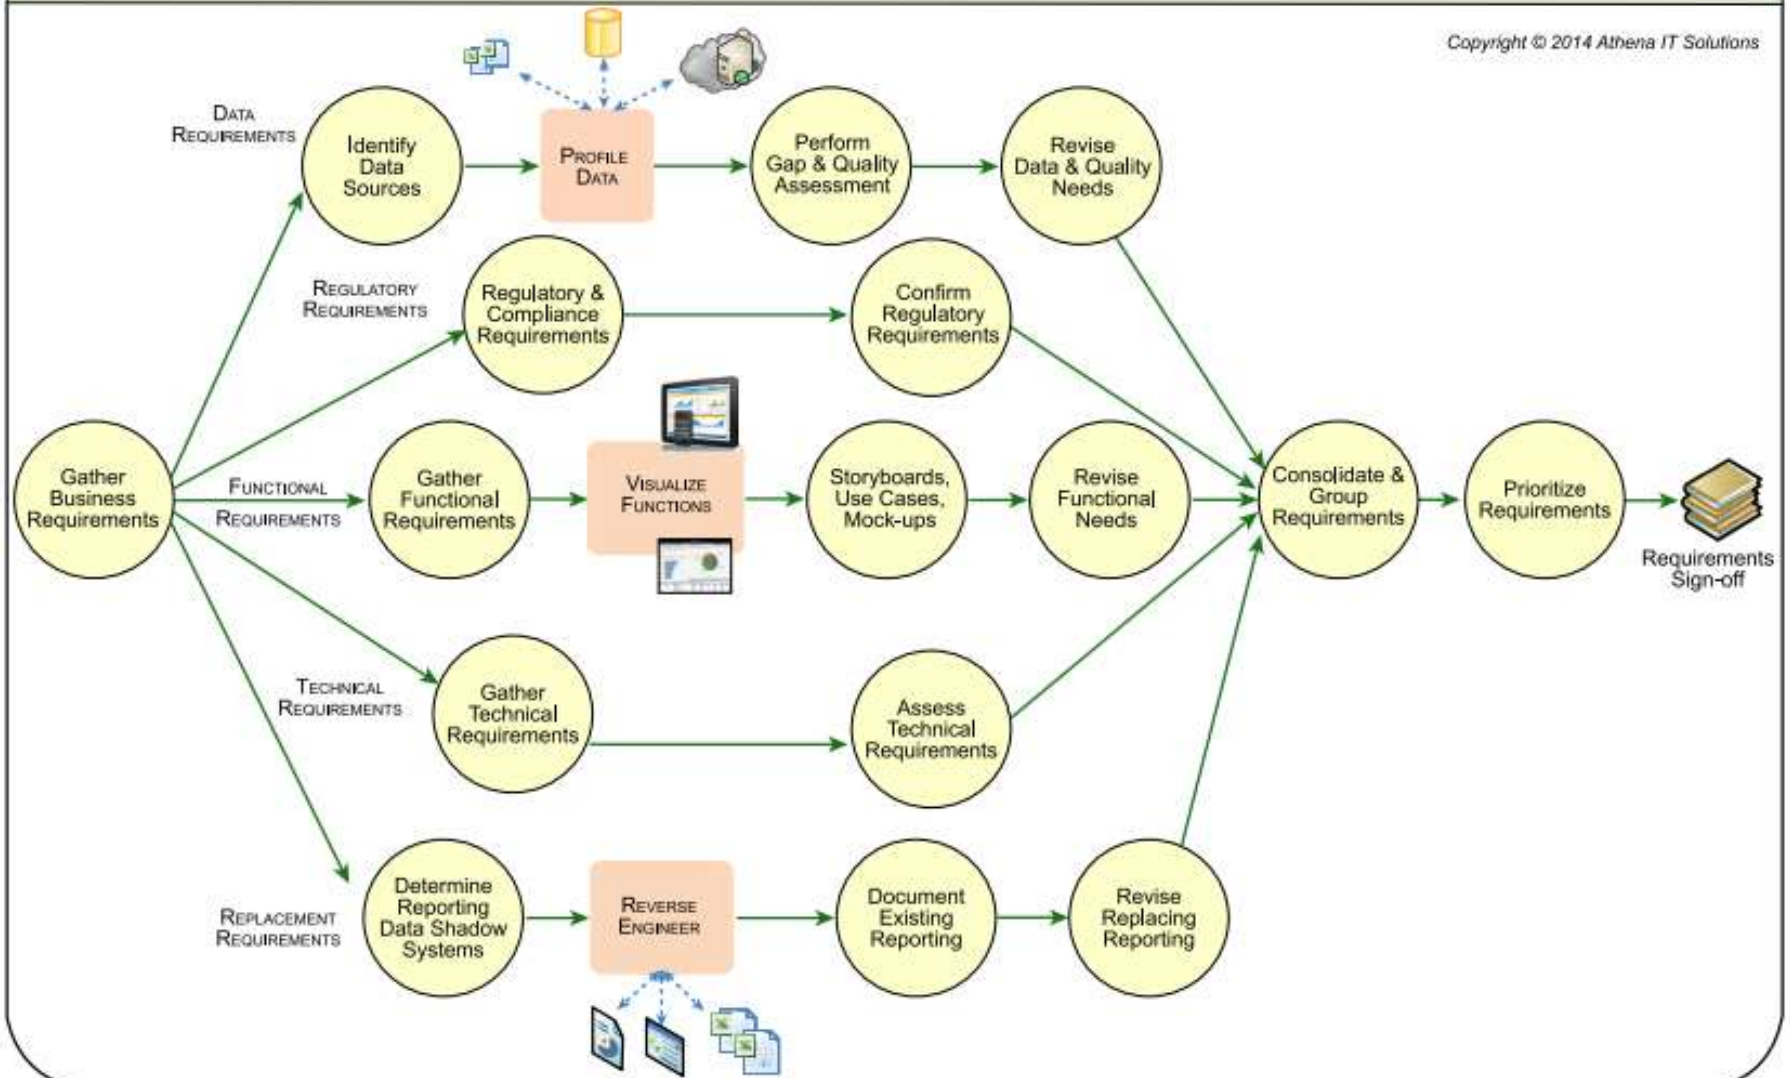 Copyright © 2014 Athena IT Solutions
DATA
REQUIREMENTS
Identify
Data
Sources
PROFILE
DATA
Perform
Gap & Quality
Assessment
Revise
Data & Quality
Needs
REGULATORY
REQUIREMENTS
Regulatory &
Compliance
Requirements
Confirm
Regulatory
Requirements
Gather
Business
Requirements
FUNCTIONAL
REQUIREMENTS
Gather
Functional
Requirements
VISUALIZE
FUNCTIONS
Storyboards,
Use Cases,
Mock-ups
Revise
Functional
Needs
Consolidate &
Group
Requirements
Prioritize
Requirements
Requirements
Sign-off
TECHNICAL
REQUIREMENTS
Gather
Technical
Requirements
Assess
Technical
Requirements
REPLACEMENT
REQUIREMENTS
Determine
Reporting
Data Shadow
Systems
REVERSE
ENGINEER
Document
Existing
Reporting
Revise
Replacing
Reporting